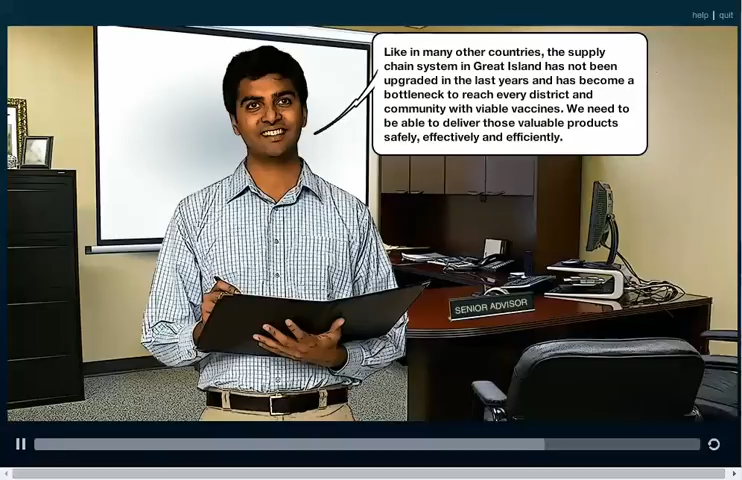 help | quit
Like in many other countries, the supply
chain system in Great Island has not been
upgraded in the last years and has become a
bottleneck to reach every district and
community with viable vaccines. We need to
be able to deliver those valuable products
safely, effectively and efficiently.
SENIOR ADVISOR